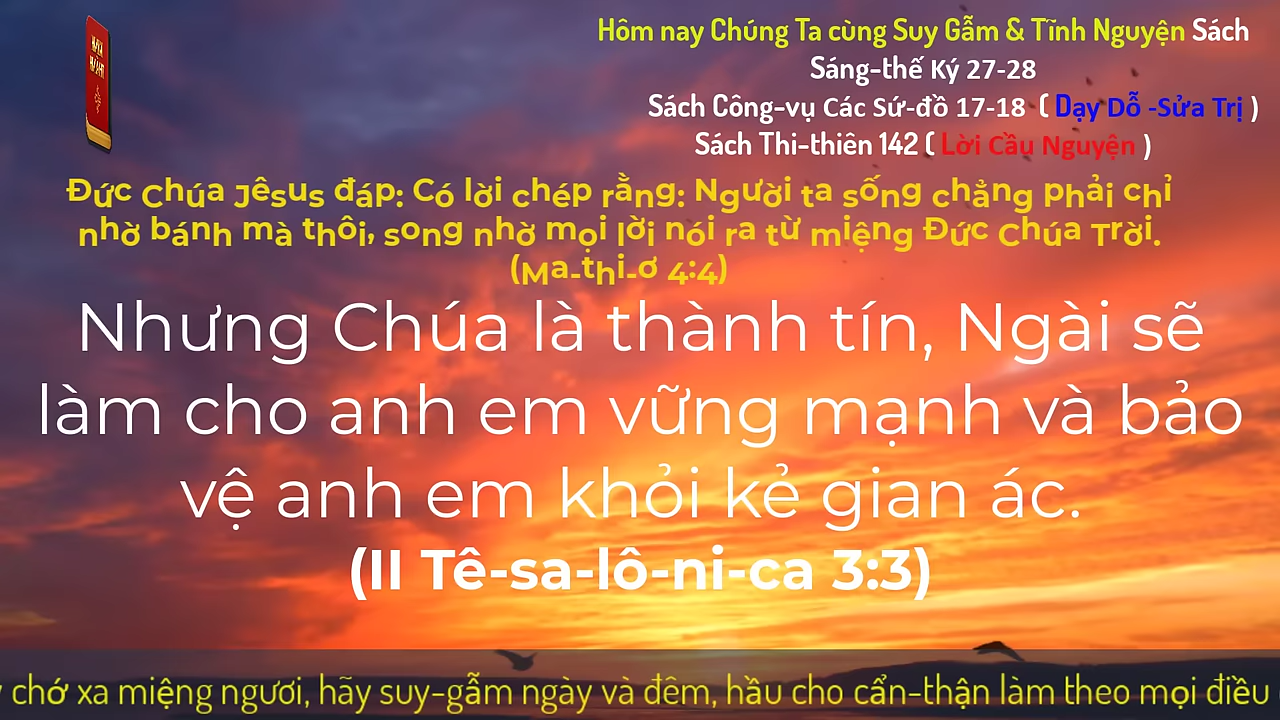 Hôm nay Chúng Ta cùng Suy Gẫm & Tĩnh Nguyện Sách
Sáng-thế Ký 27-28
Sách Công-vụ Các Sứ-đồ 17-18 ( Dạy Dỗ -Sửa Trị )
Sách Thi-thiên 142 ( Lời Cầu Nguyện )
Đức Chúa Jêsus đáp: Có lời chép rằng: Người ta sống chẳng phải chỉ
nhờ bánh mà thôi, song nhờ mọi lời nói ra từ miệng Đức Chúa Trời.
(Ma-thi-ơ 4:4)
Nhưng Chúa là thành tín, Ngài sẽ
làm cho anh em vững mạnh và bảo
vệ anh em khỏi kẻ gian ác.
(II Tê-sa-lô-ni-ca 3:3)
chớ xa miệng ngươi, hãy suy-gẫm ngày và đêm, hầu cho cẩn-thận làm theo mọi điều